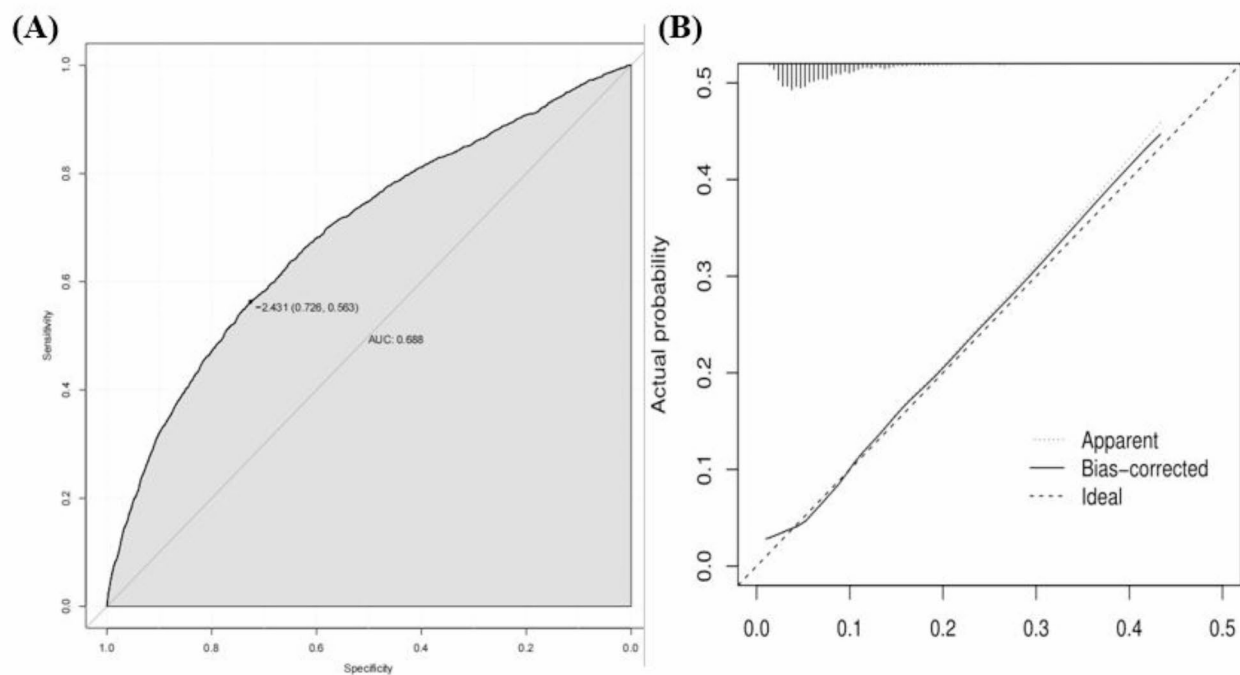 (A)
1.0
0.8
0.6
0.4
0.2
0.0
Sensitivity
−2.431 (0.726, 0.563)
AUC: 0.688
1.0 0.8 0.6 0.4 0.2 0.0
Specificity
(B)
0.5
0.4
0.3
0.2
0.1
0.0
Actual probability
Apparent
Bias−corrected
Ideal
0.0 0.1 0.2 0.3 0.4 0.5